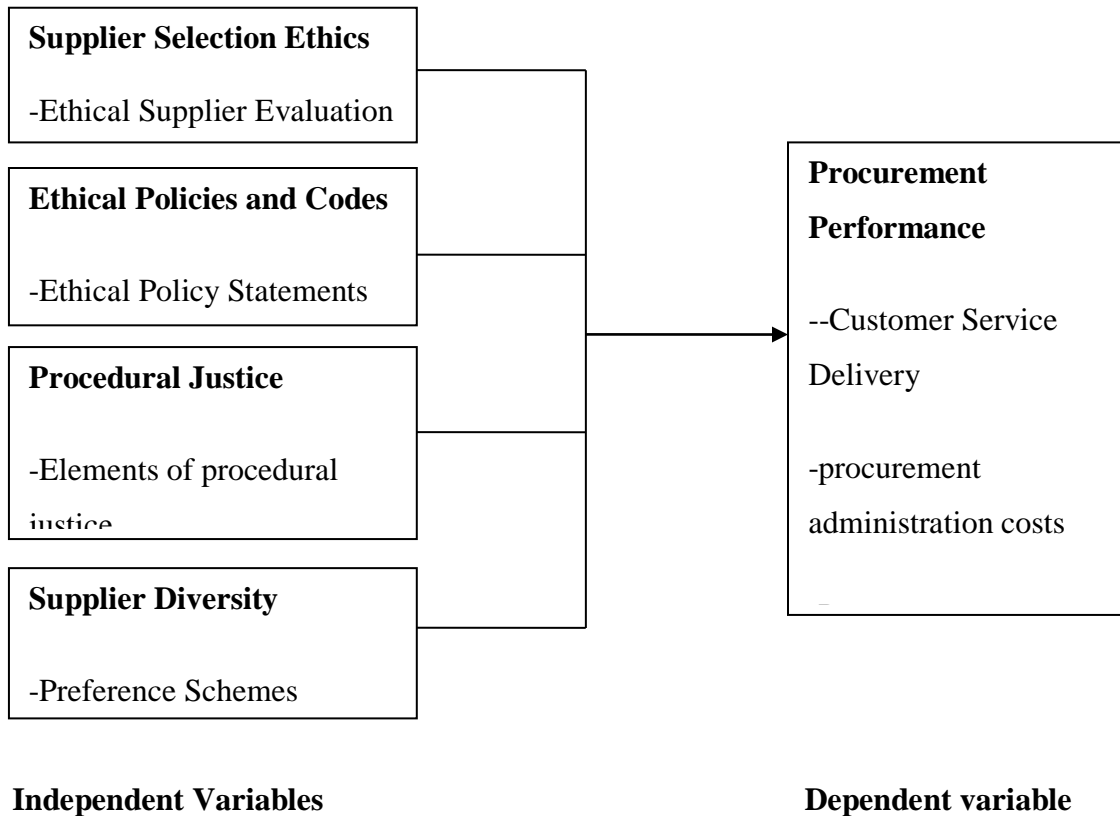 Supplier Selection Ethics
-Ethical Supplier Evaluation
Ethical Policies and Codes
-Ethical Policy Statements
Procedural Justice
-Elements of procedural
justice
Supplier Diversity
-Preference Schemes
Procurement
Performance
--Customer Service
Delivery
-procurement
administration costs
Independent Variables
Dependent variable